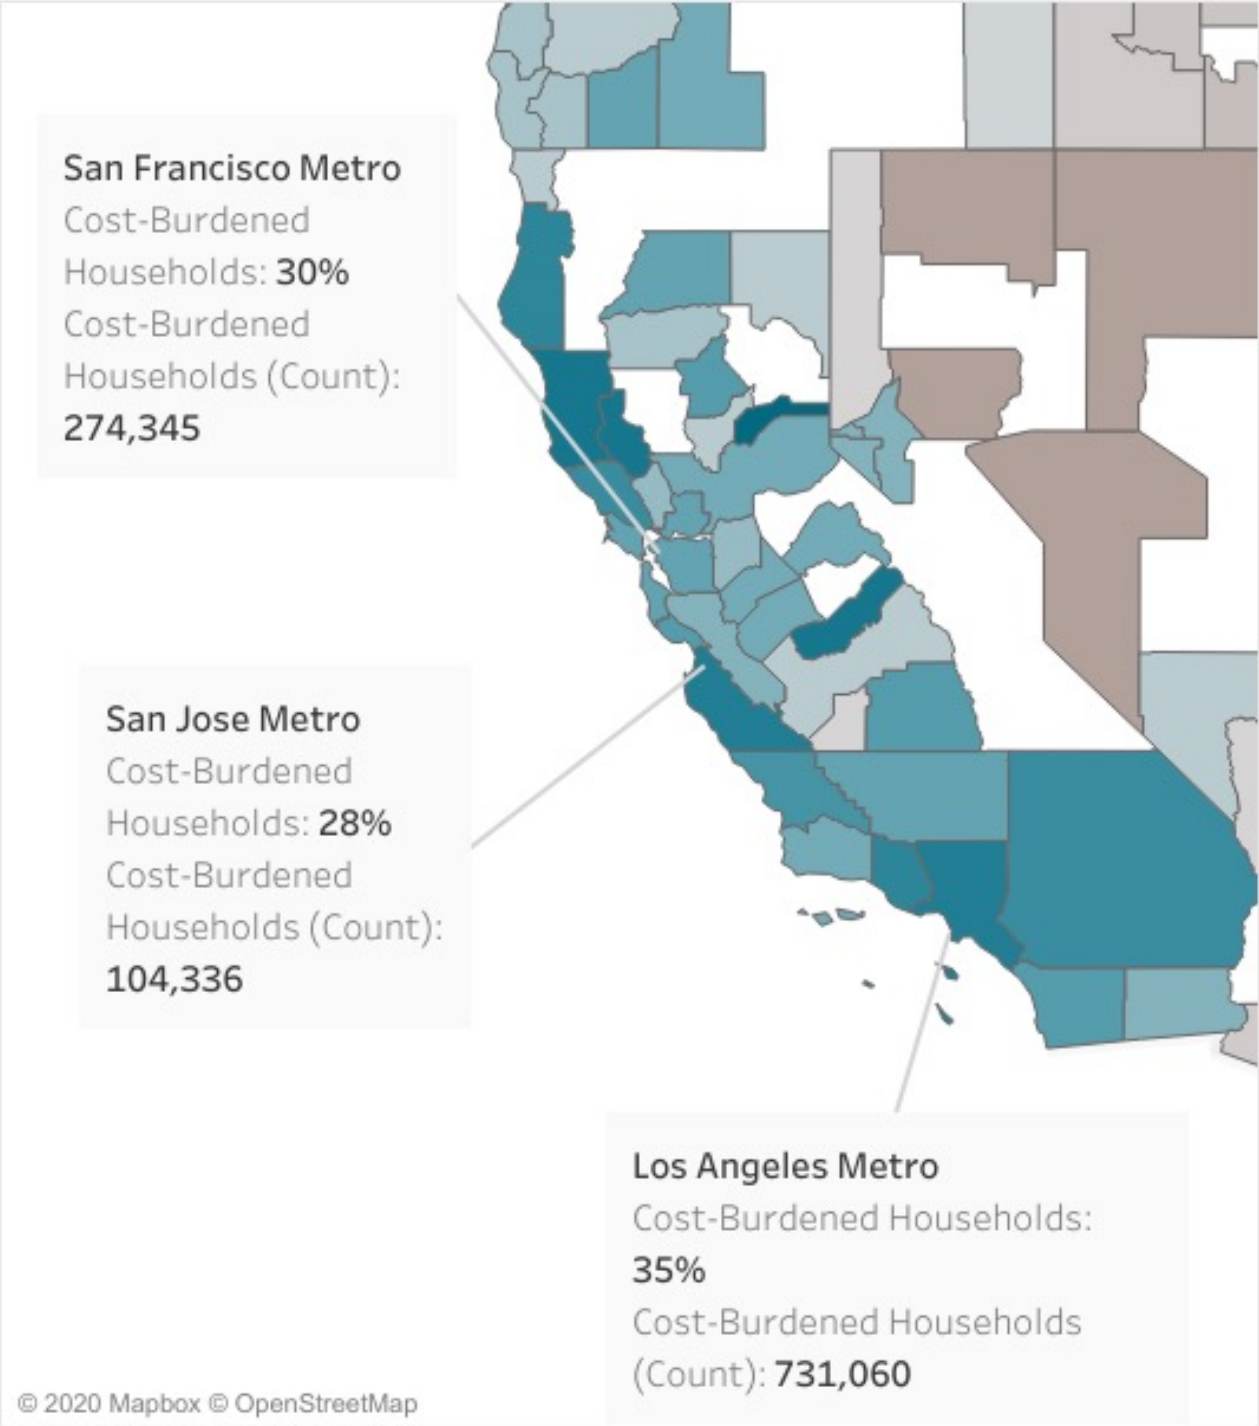 San Francisco Metro
Cost-Burdened
Households: 30%
Cost-Burdened
Households (Count):
274,345
San Jose Metro
Cost-Burdened
Households: 28%
Cost-Burdened
Households (Count):
104,336
Los Angeles Metro
Cost-Burdened Households:
35%
Cost-Burdened Households
(Count): 731,060
© 2020 Mapbox © OpenStreetMap